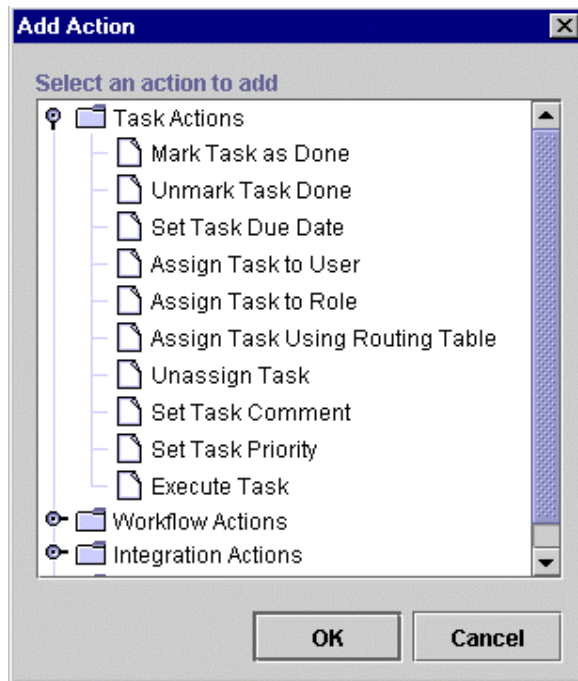 Add Action
Select an action to add
Task Actions
Mark Task as Done
Unmark Task Done
Set Task Due Date
Assign Task to User
Assign Task to Role
Assign Task Using Routing Table
Unassign Task
Set Task Comment
Set Task Priority
Execute Task
Workflow Actions
Integration Actions
OK Cancel